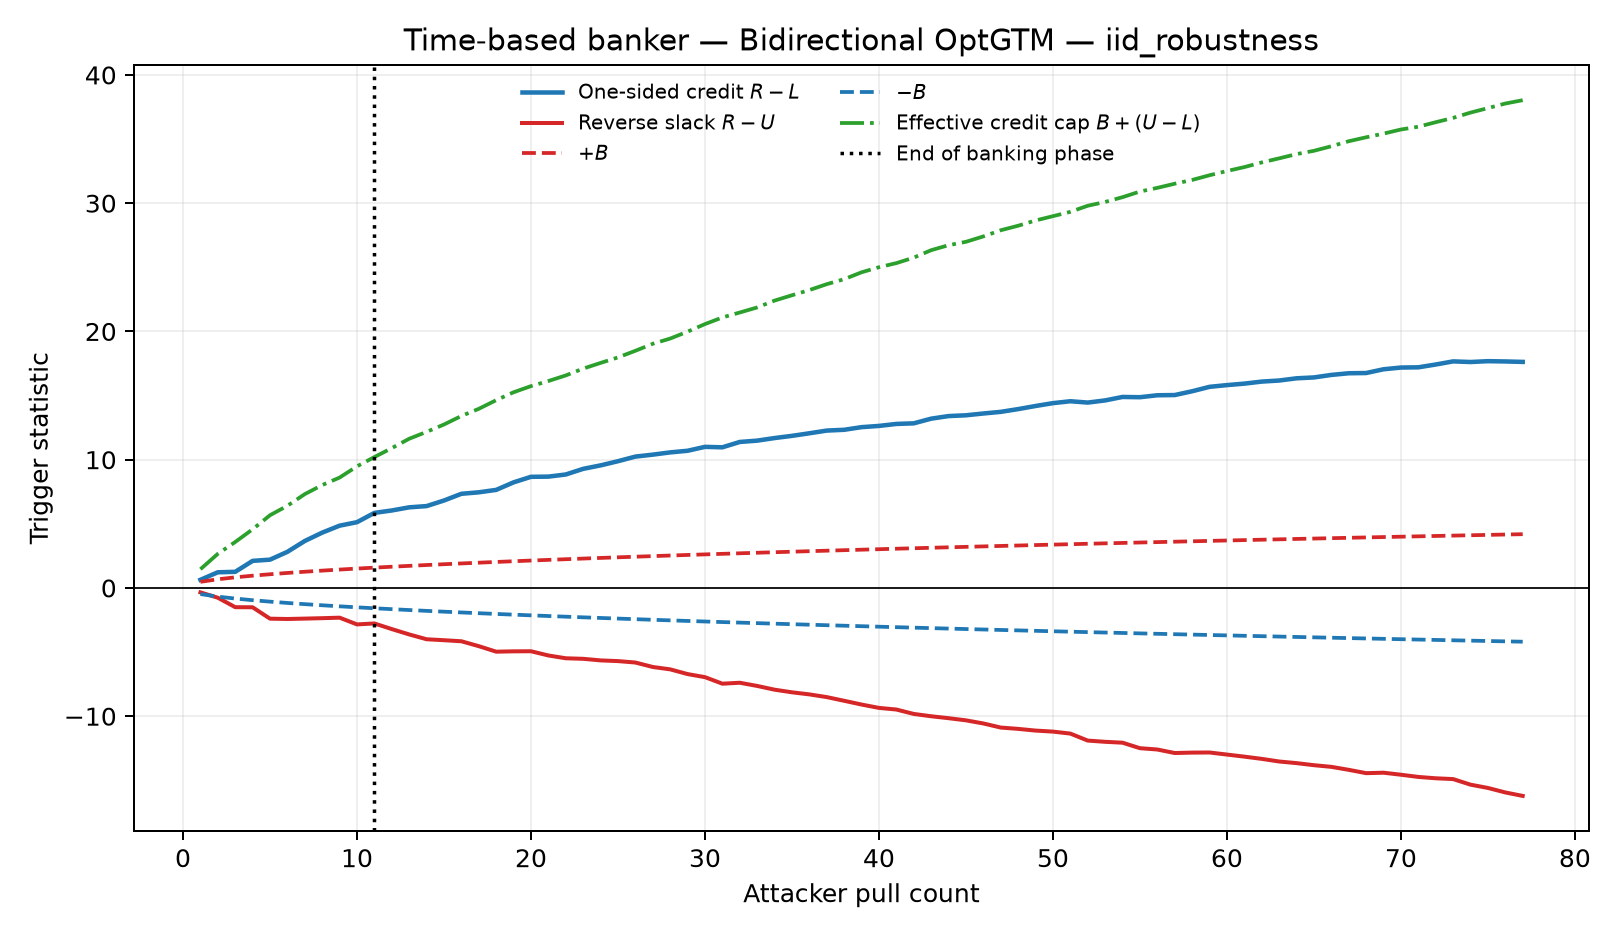 Time-based banker — Bidirectional OptGTM — iid_robustness
One-sided credit R − L
Reverse slack R − U
+B
−B
Effective credit cap B + (U − L)
End of banking phase
Trigger statistic
40
30
20
10
0
−10
0 10 20 30 40 50 60 70 80
Attacker pull count